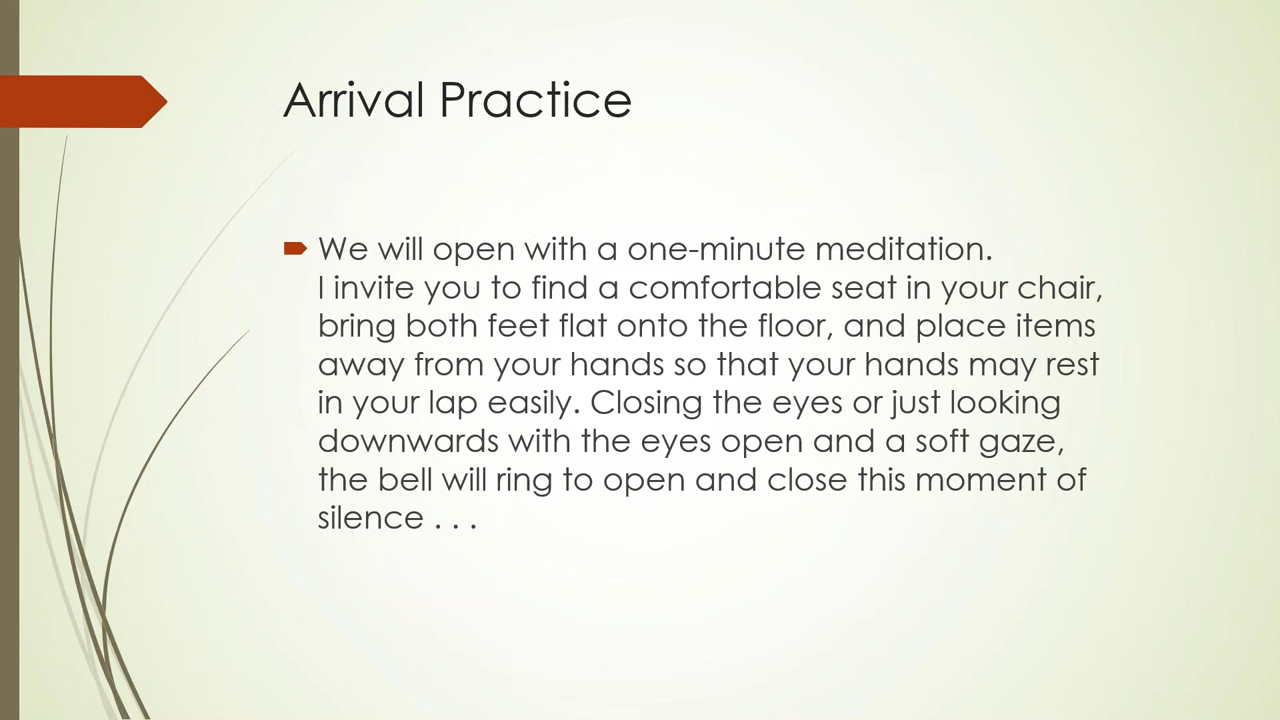 Arrival Practice
We will open with a one-minute meditation.
I invite you to find a comfortable seat in your chair,
bring both feet flat onto the floor, and place items
away from your hands so that your hands may rest
in your lap easily. Closing the eyes or just looking
downwards with the eyes open and a soft gaze,
the bell will ring to open and close this moment of
silence . . .